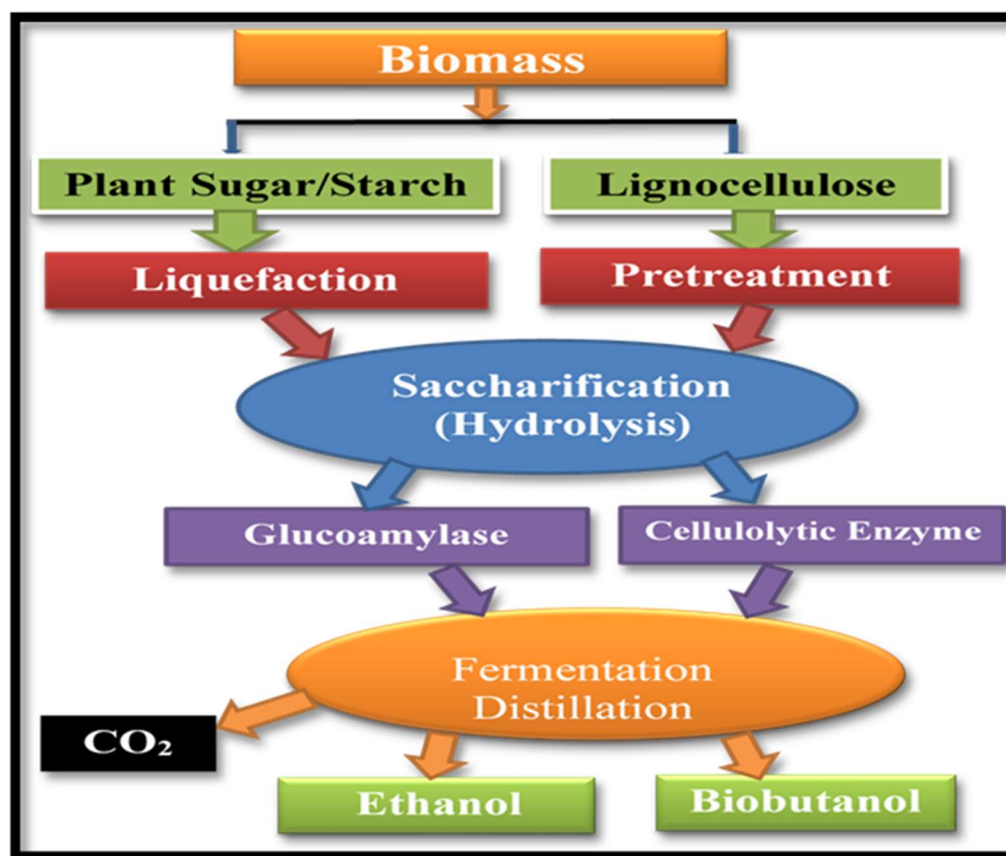 Biomass
Plant Sugar/Starch
Lignocellulose
Liquefaction
Pretreatment
Saccharification
(Hydrolysis)
Glucoamylase
Cellulolytic Enzyme
Fermentation
Distillation
CO₂
Ethanol
Biobutanol